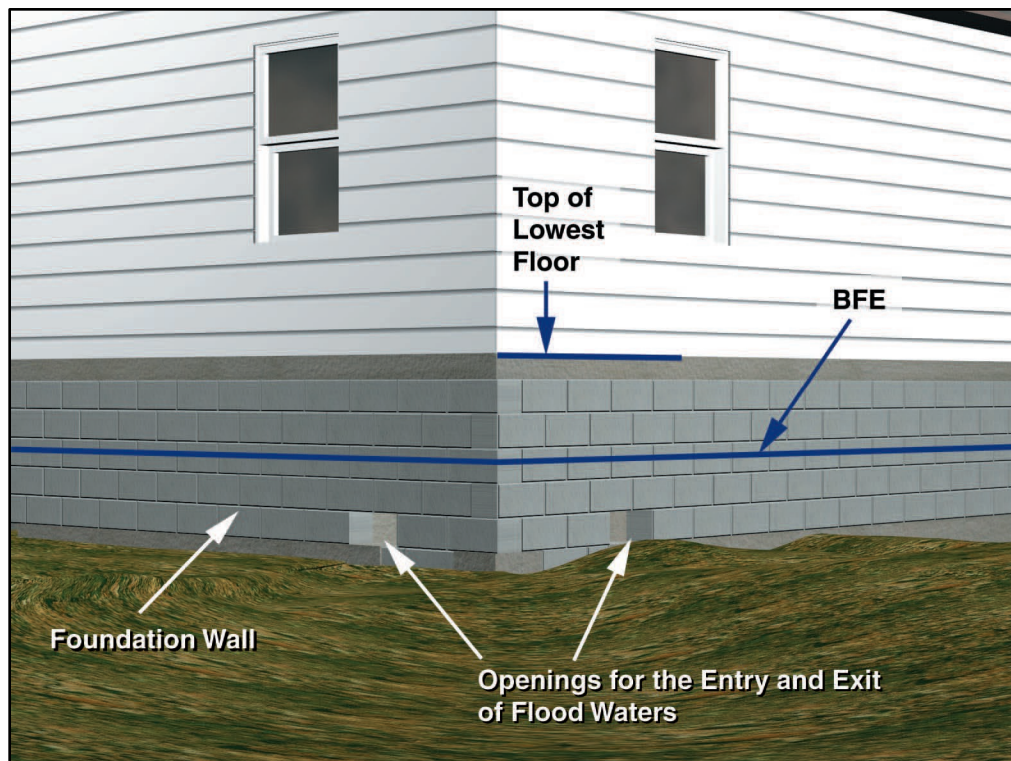 Top of
Lowest
Floor
BFE
Foundation Wall
Openings for the Entry and Exit
of Flood Waters